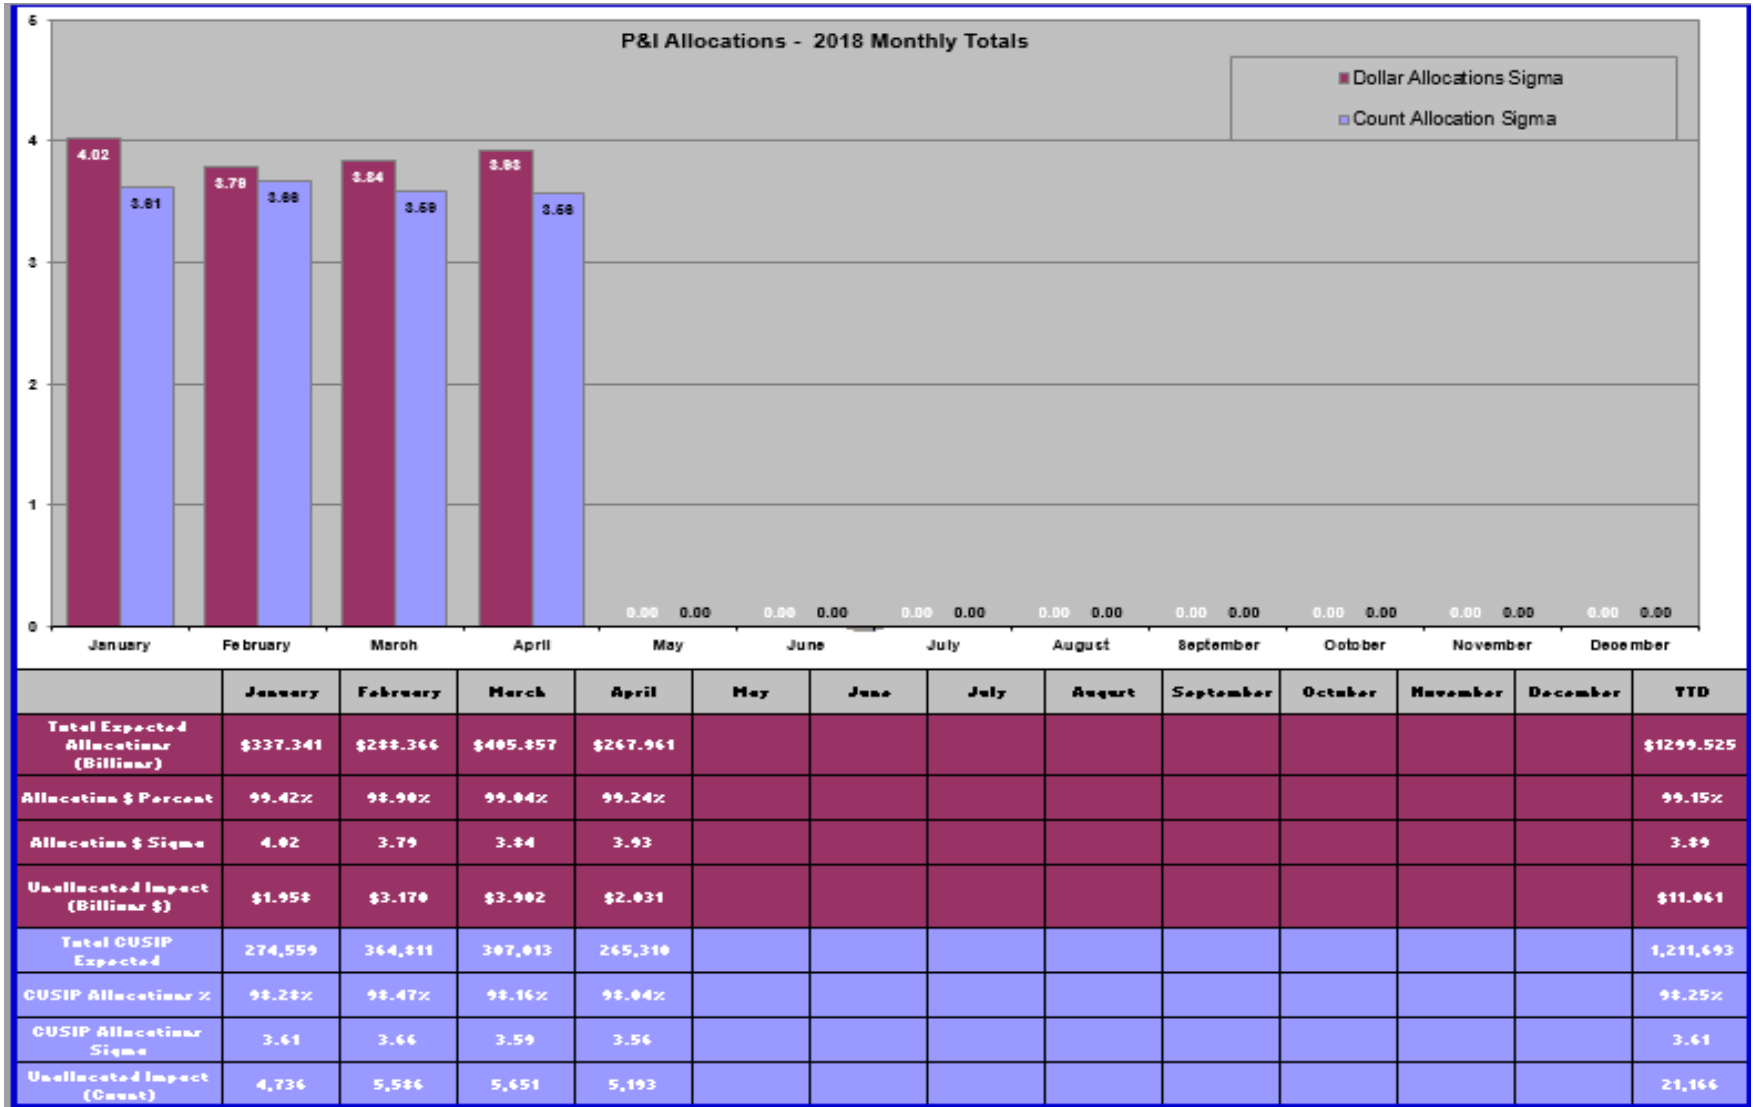 5
P&I Allocations - 2018 Monthly Totals
Dollar Allocations Sigma
Count Allocation Sigma
4
4.02
3.61
3.79
3.66
3.84
3.59
3.93
3.56
3
2
1
0
0.00 0.00 0.00 0.00 0.00 0.00 0.00 0.00 0.00 0.00 0.00 0.00 0.00 0.00 0.00 0.00
January February March April May June July August September October November December
January February March April May June July August September October November December YTD
Total Expected
Allocations
(Billions)
$337.341 $288.366 $405.857 $267.961 $1299.525
Allocation $ Percent 99.42% 98.90% 99.04% 99.24% 99.15%
Allocation $ Sigma 4.02 3.79 3.84 3.93 3.89
Unallocated Impact
(Billions $)
$1.958 $3.170 $3.902 $2.031 $11.061
Total CUSIP
Expected
274,559 364,811 307,013 265,310 1,211,693
CUSIP Allocations % 98.28% 98.47% 98.16% 98.04% 98.25%
CUSIP Allocations
Sigma
3.61 3.66 3.59 3.56 3.61
Unallocated Impact
(Count)
4,736 5,586 5,651 5,193 21,166